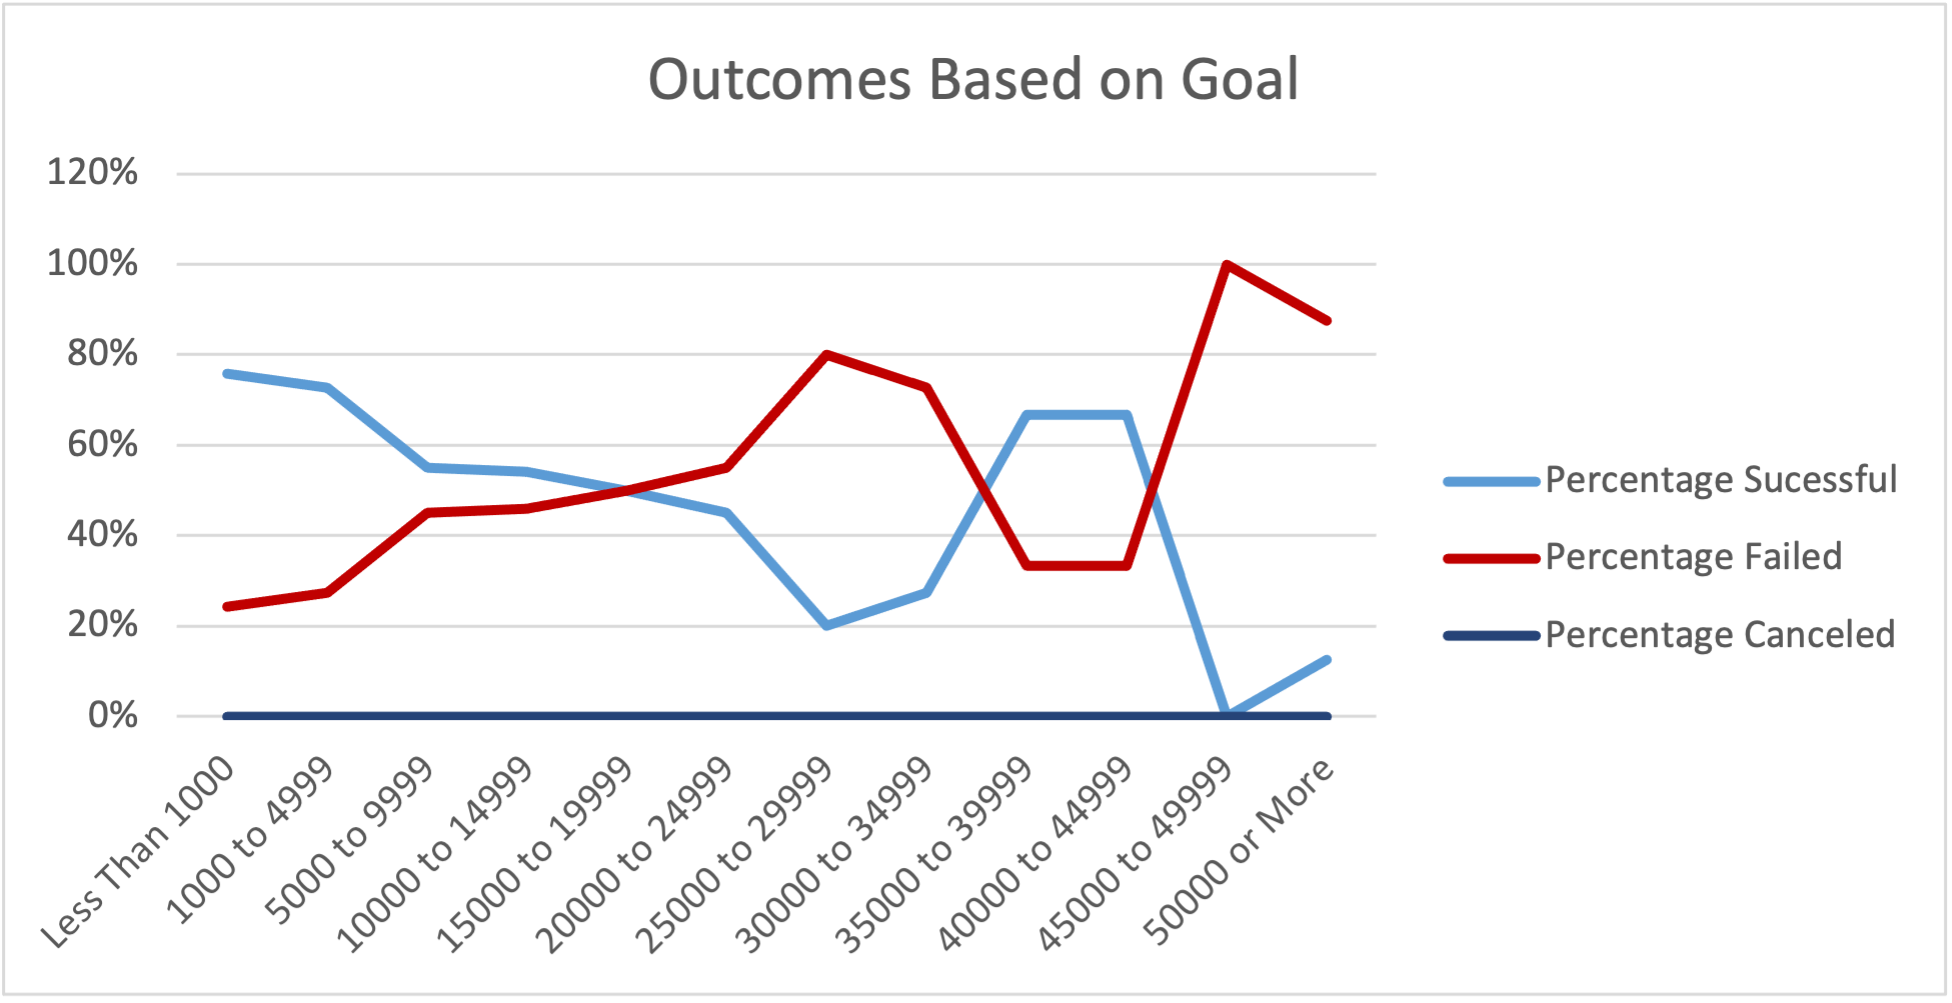 Outcomes Based on Goal
120%
100%
80%
60%
40%
20%
0%
Less Than 1000
1000 to 4999
5000 to 9999
10000 to 14999
15000 to 19999
20000 to 24999
25000 to 29999
30000 to 34999
35000 to 39999
40000 to 44999
45000 to 49999
50000 or More
Percentage Sucessful
Percentage Failed
Percentage Canceled